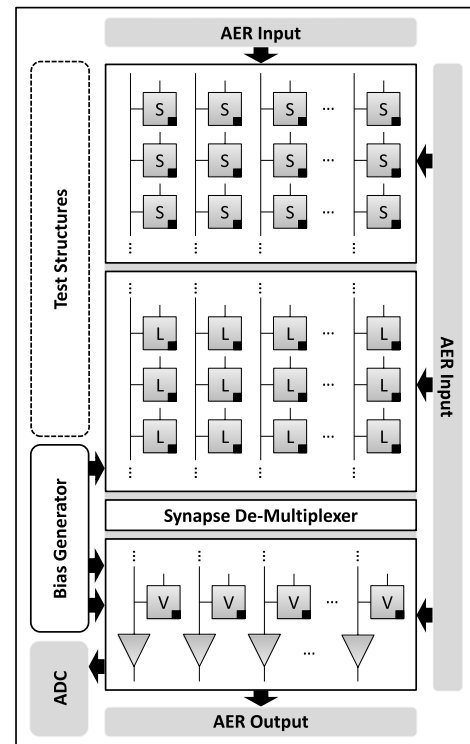 AER Input
Test Structures
S S S ... S
S S S ... S
S S S ... S
... ... ... ...
AER Input
... ... ... ...
L L L L ... L
L L L L ... L
L L L L ... L
... ... ... ...
Bias Generator
Synapse De-Multiplexer
... ... ... ...
V V V ... V
...
ADC
AER Output